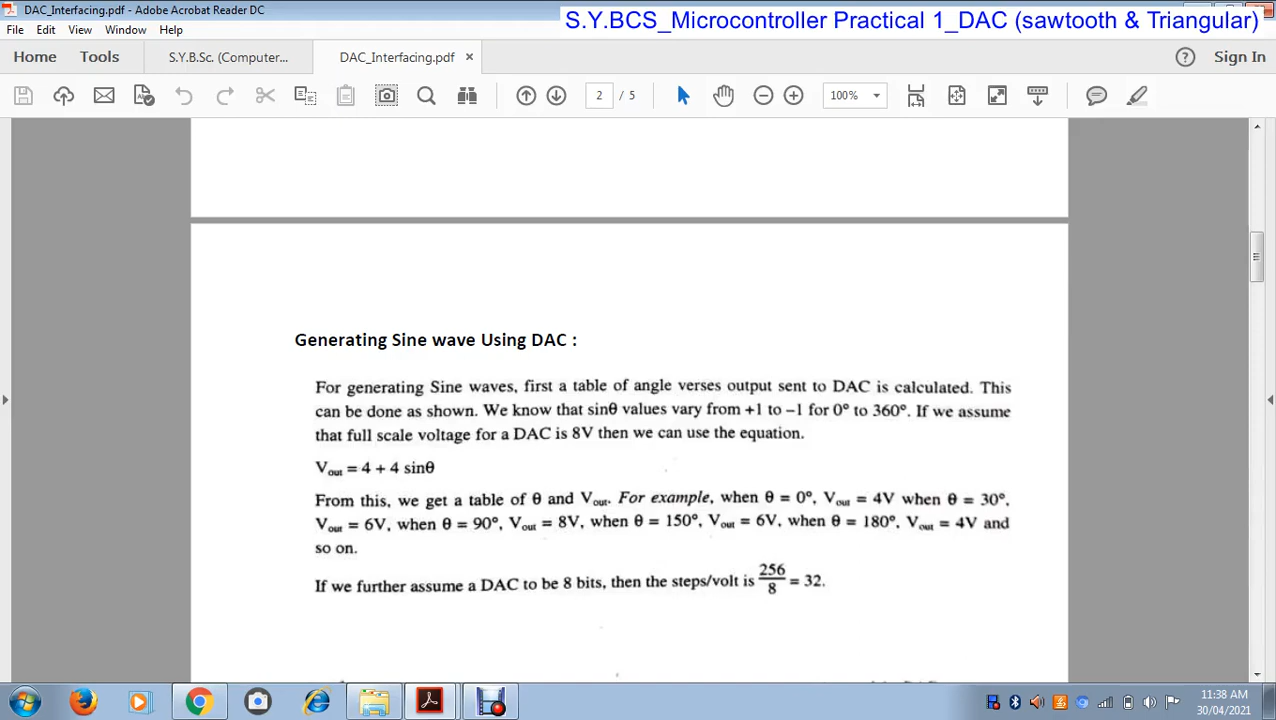 DAC_Interfacing.pdf - Adobe Acrobat Reader DC
S.Y.BCS_Microcontroller Practical 1_DAC (sawtooth & Triangular)
File Edit View Window Help
Home Tools S.Y.B.Sc. (Computer... DAC_Interfacing.pdf × ? Sign In
2 / 5 100%
Generating Sine wave Using DAC :
For generating Sine waves, first a table of angle verses output sent to DAC is calculated. This
can be done as shown. We know that sinθ values vary from +1 to –1 for 0° to 360°. If we assume
that full scale voltage for a DAC is 8V then we can use the equation.
Vout = 4 + 4 sinθ
From this, we get a table of θ and Vout. For example, when θ = 0°, Vout = 4V when θ = 30°,
Vout = 6V, when θ = 90°, Vout = 8V, when θ = 150°, Vout = 6V, when θ = 180°, Vout = 4V and
so on.
If we further assume a DAC to be 8 bits, then the steps/volt is 256/8 = 32.
11:38 AM
30/04/2021